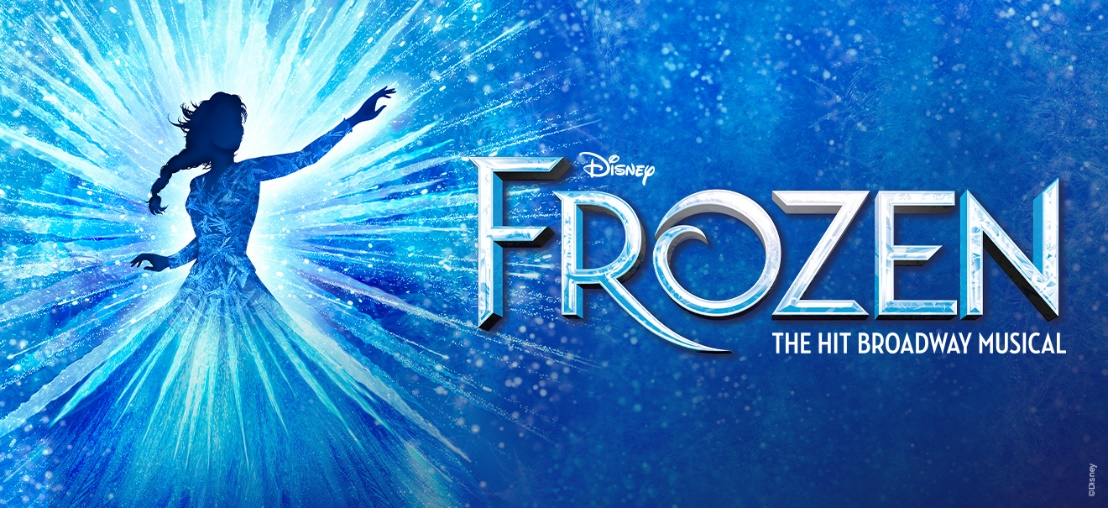 Disney
FROZEN
THE HIT BROADWAY MUSICAL
©Disney